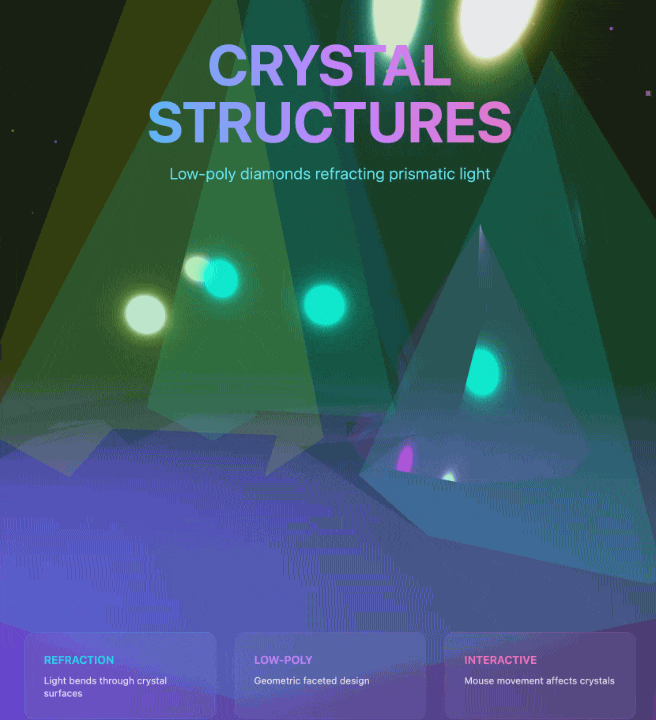 CRYSTAL
STRUCTURES
Low-poly diamonds refracting prismatic light
REFRACTION
Light bends through crystal
surfaces
LOW-POLY
Geometric faceted design
INTERACTIVE
Mouse movement affects crystals